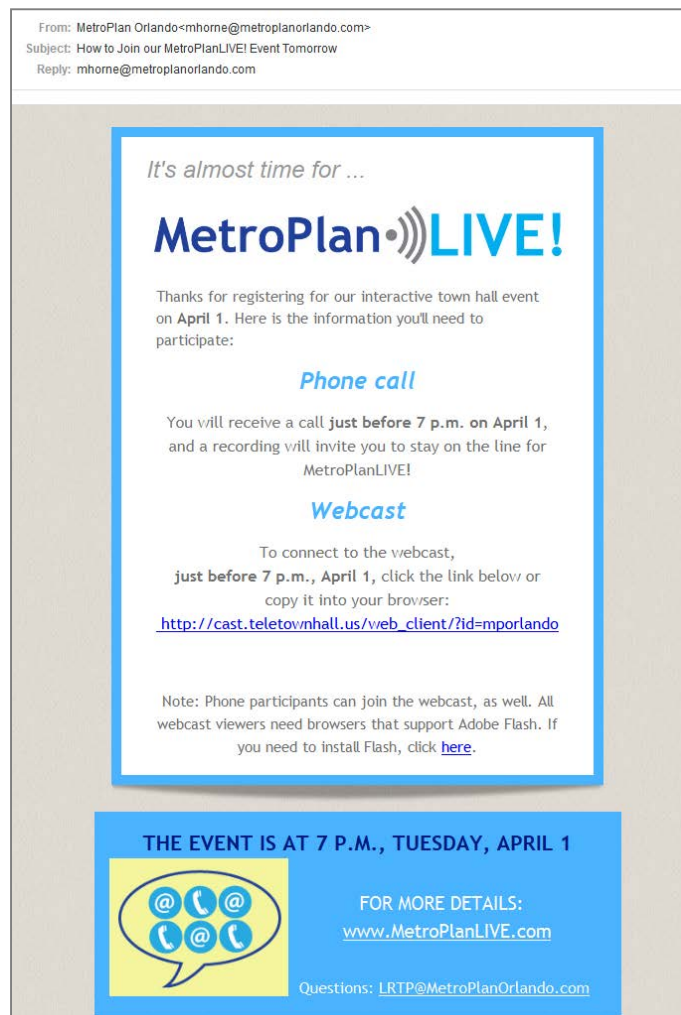 From: MetroPlan Orlando<mhorne@metroplanorlando.com>
Subject: How to Join our MetroPlanLIVE! Event Tomorrow
Reply: mhorne@metroplanorlando.com
It's almost time for ...
MetroPlan LIVE!
Thanks for registering for our interactive town hall event
on April 1. Here is the information you'll need to
participate:
Phone call
You will receive a call just before 7 p.m. on April 1,
and a recording will invite you to stay on the line for
MetroPlanLIVE!
Webcast
To connect to the webcast,
just before 7 p.m., April 1, click the link below or
copy it into your browser:
http://cast.teletownhall.us/web_client/?id=mporlando
Note: Phone participants can join the webcast, as well. All
webcast viewers need browsers that support Adobe Flash. If
you need to install Flash, click here.
THE EVENT IS AT 7 P.M., TUESDAY, APRIL 1
@ @
@
FOR MORE DETAILS:
www.MetroPlanLIVE.com
Questions: LRTP@MetroPlanOrlando.com